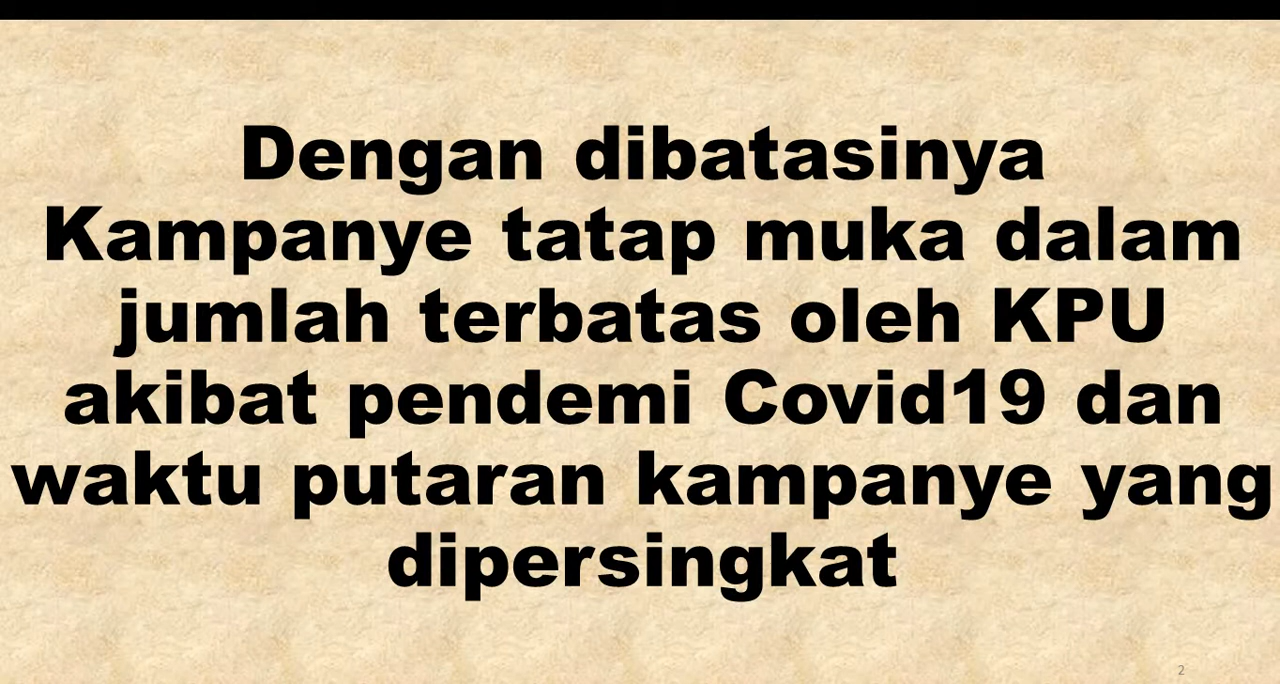 Dengan dibatasinya
Kampanye tatap muka dalam
jumlah terbatas oleh KPU
akibat pendemi Covid19 dan
waktu putaran kampanye yang
dipersingkat
2